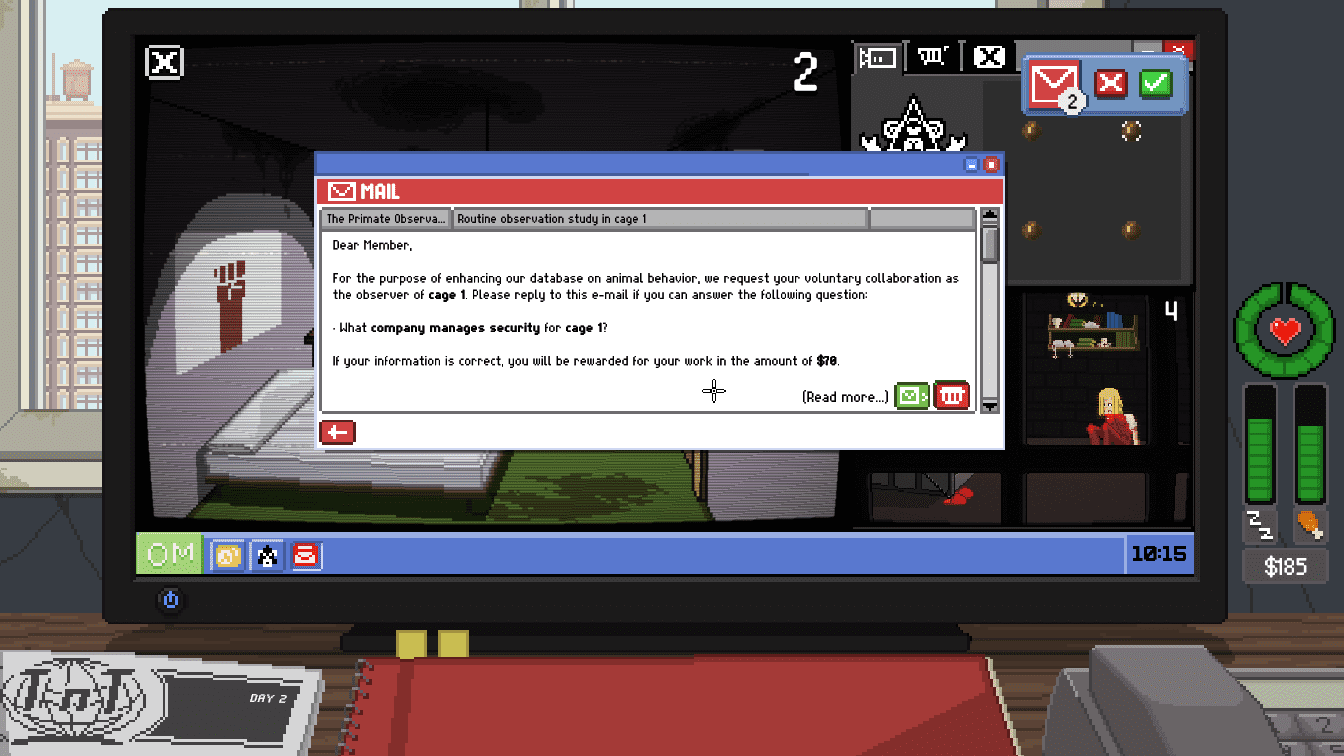 2
2
MAIL
The Primate Observa... Routine observation study in cage 1
Dear Member,
For the purpose of enhancing our database on animal behavior, we request your voluntary collaboration as
the observer of cage 1. Please reply to this e-mail if you can answer the following question:
· What company manages security for cage 1?
If your information is correct, you will be rewarded for your work in the amount of $70.
(Read more...)
4
OM
10:15
zzz
$185
InT
DAY 2
2